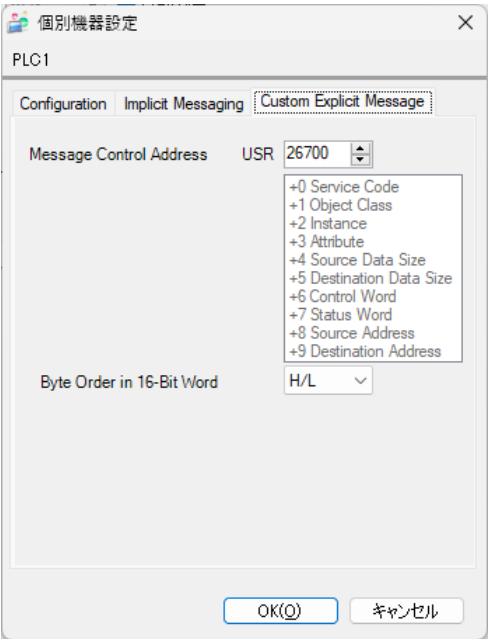 個別機器設定
PLC1
Configuration Implicit Messaging Custom Explicit Message
Message Control Address USR 26700
+0 Service Code
+1 Object Class
+2 Instance
+3 Attribute
+4 Source Data Size
+5 Destination Data Size
+6 Control Word
+7 Status Word
+8 Source Address
+9 Destination Address
Byte Order in 16-Bit Word H/L
OK(O) キャンセル